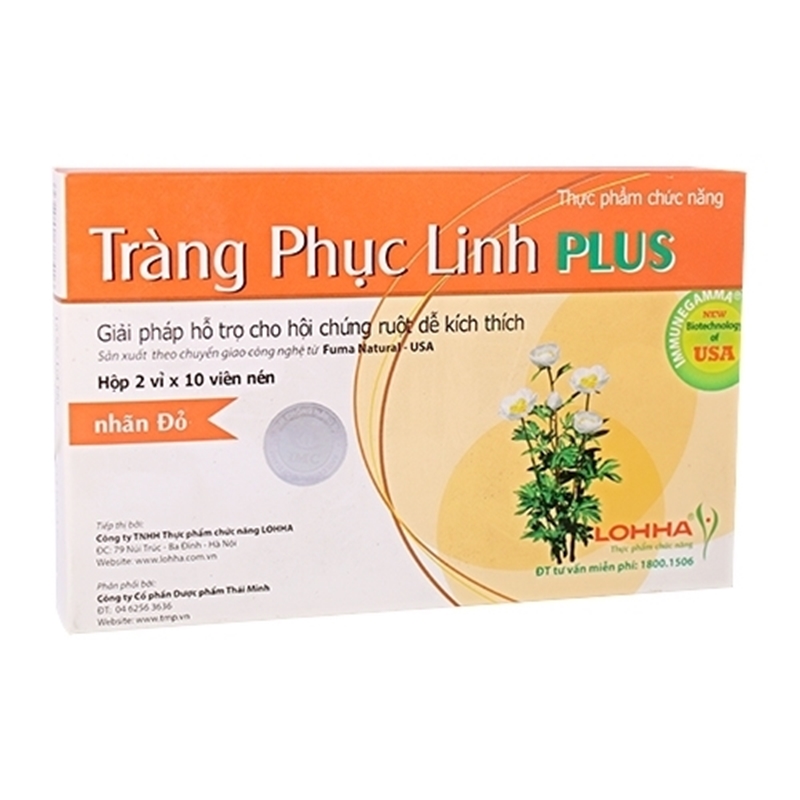 Thực phẩm chức năng
Tràng Phục Linh PLUS
Giải pháp hỗ trợ cho hội chứng ruột dễ kích thích
Sản xuất theo chuyển giao công nghệ từ Fuma Natural - USA
Hộp 2 vỉ x 10 viên nén
nhãn Đỏ
IMMUNEGAMMA®
NEW
Biotechnology
of
USA
Tiếp thị bởi:
Công ty TNHH Thực phẩm chức năng LOHHA
ĐC: 79 Núi Trúc - Ba Đình - Hà Nội
Website: www.lohha.com.vn
Phân phối bởi:
Công ty Cổ phần Dược phẩm Thái Minh
ĐT: 04 6256 3636
Website: www.tmp.vn
LOHHA®
Thực phẩm chức năng
ĐT tư vấn miễn phí: 1800.1506